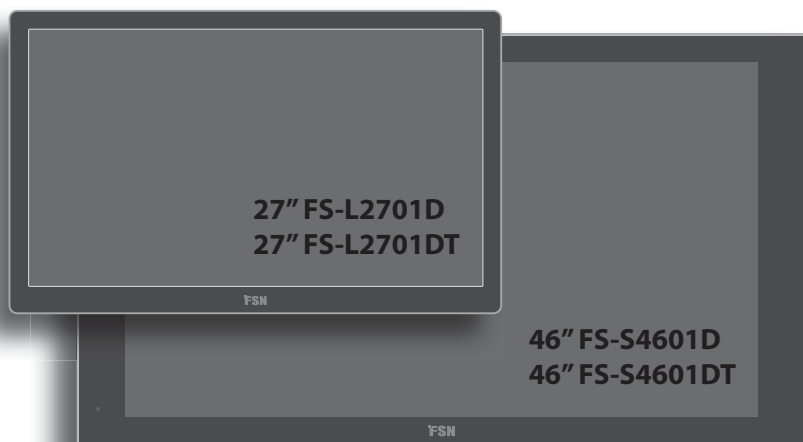 27” FS-L2701D
27” FS-L2701DT
FSN
46” FS-S4601D
46” FS-S4601DT
FSN